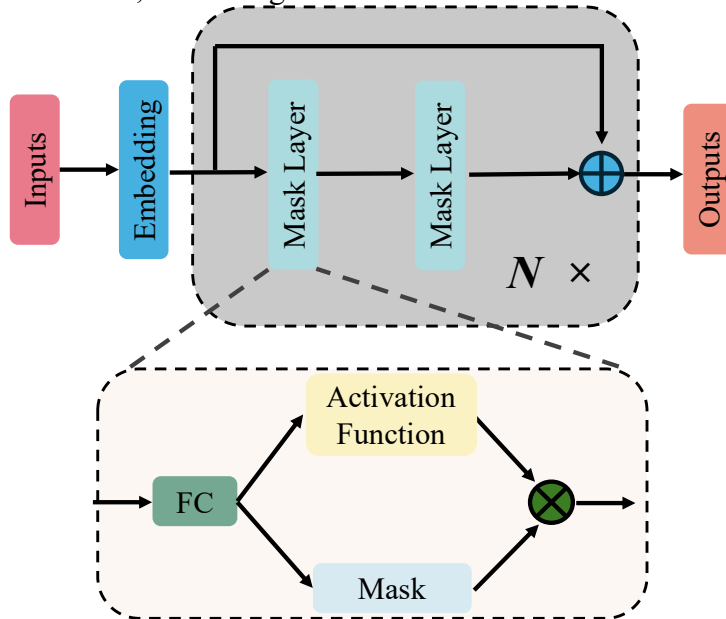 Inputs
Embedding
Mask Layer
Mask Layer
N ×
Outputs
Activation
Function
FC
Mask